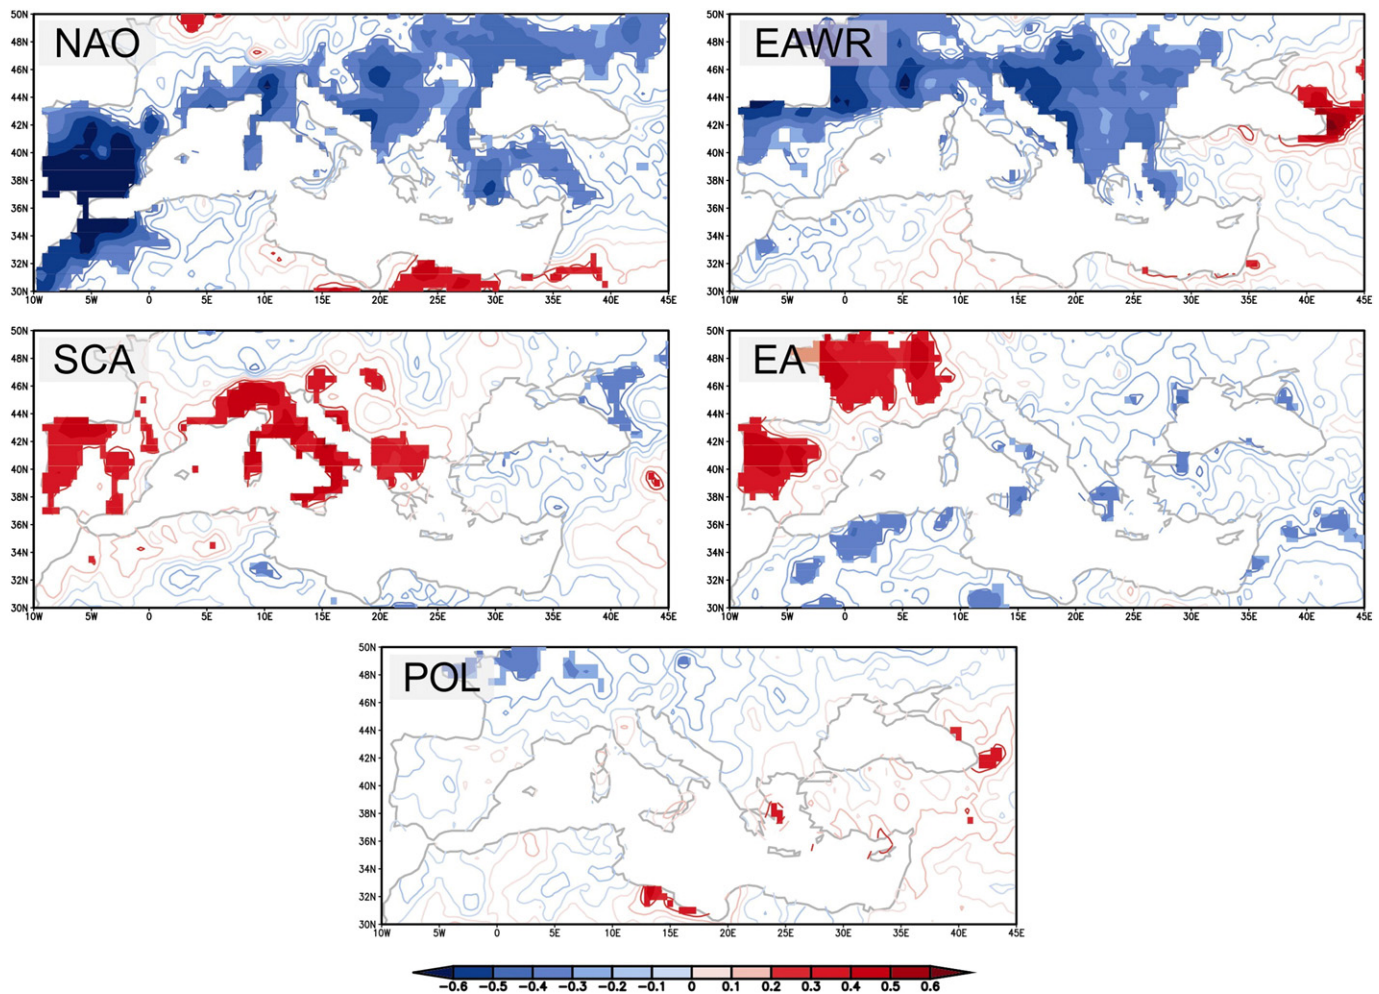 NAO
50N
48N
46N
44N
42N
40N
38N
36N
34N
32N
30N
10W 5W 0 5E 10E 15E 20E 25E 30E 35E 40E 45E
EAWR
50N
48N
46N
44N
42N
40N
38N
36N
34N
32N
30N
10W 5W 0 5E 10E 15E 20E 25E 30E 35E 40E 45E
SCA
50N
48N
46N
44N
42N
40N
38N
36N
34N
32N
30N
10W 5W 0 5E 10E 15E 20E 25E 30E 35E 40E 45E
EA
50N
48N
46N
44N
42N
40N
38N
36N
34N
32N
30N
10W 5W 0 5E 10E 15E 20E 25E 30E 35E 40E 45E
POL
50N
48N
46N
44N
42N
40N
38N
36N
34N
32N
30N
10W 5W 0 5E 10E 15E 20E 25E 30E 35E 40E 45E
-0.6 -0.5 -0.4 -0.3 -0.2 -0.1 0 0.1 0.2 0.3 0.4 0.5 0.6